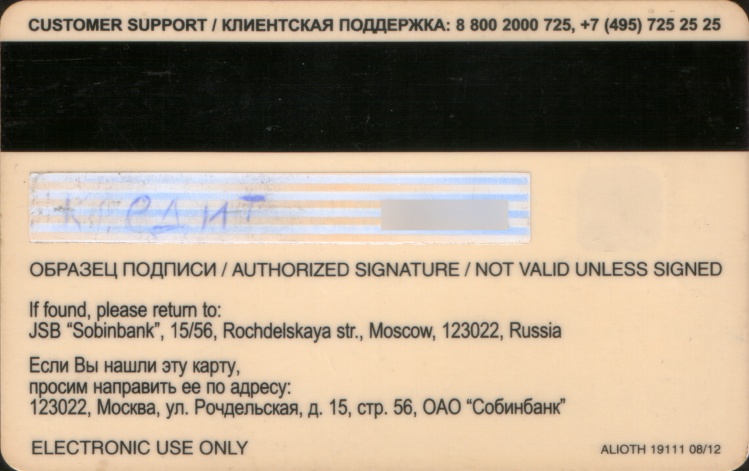 CUSTOMER SUPPORT / КЛИЕНТСКАЯ ПОДДЕРЖКА: 8 800 2000 725, +7 (495) 725 25 25
КРЕДИТ
ОБРАЗЕЦ ПОДПИСИ / AUTHORIZED SIGNATURE / NOT VALID UNLESS SIGNED
If found, please return to:
JSB “Sobinbank”, 15/56, Rochdelskaya str., Moscow, 123022, Russia
Если Вы нашли эту карту,
просим направить ее по адресу:
123022, Москва, ул. Рочдельская, д. 15, стр. 56, ОАО “Собинбанк”
ELECTRONIC USE ONLY
ALIOTH 19111 08/12